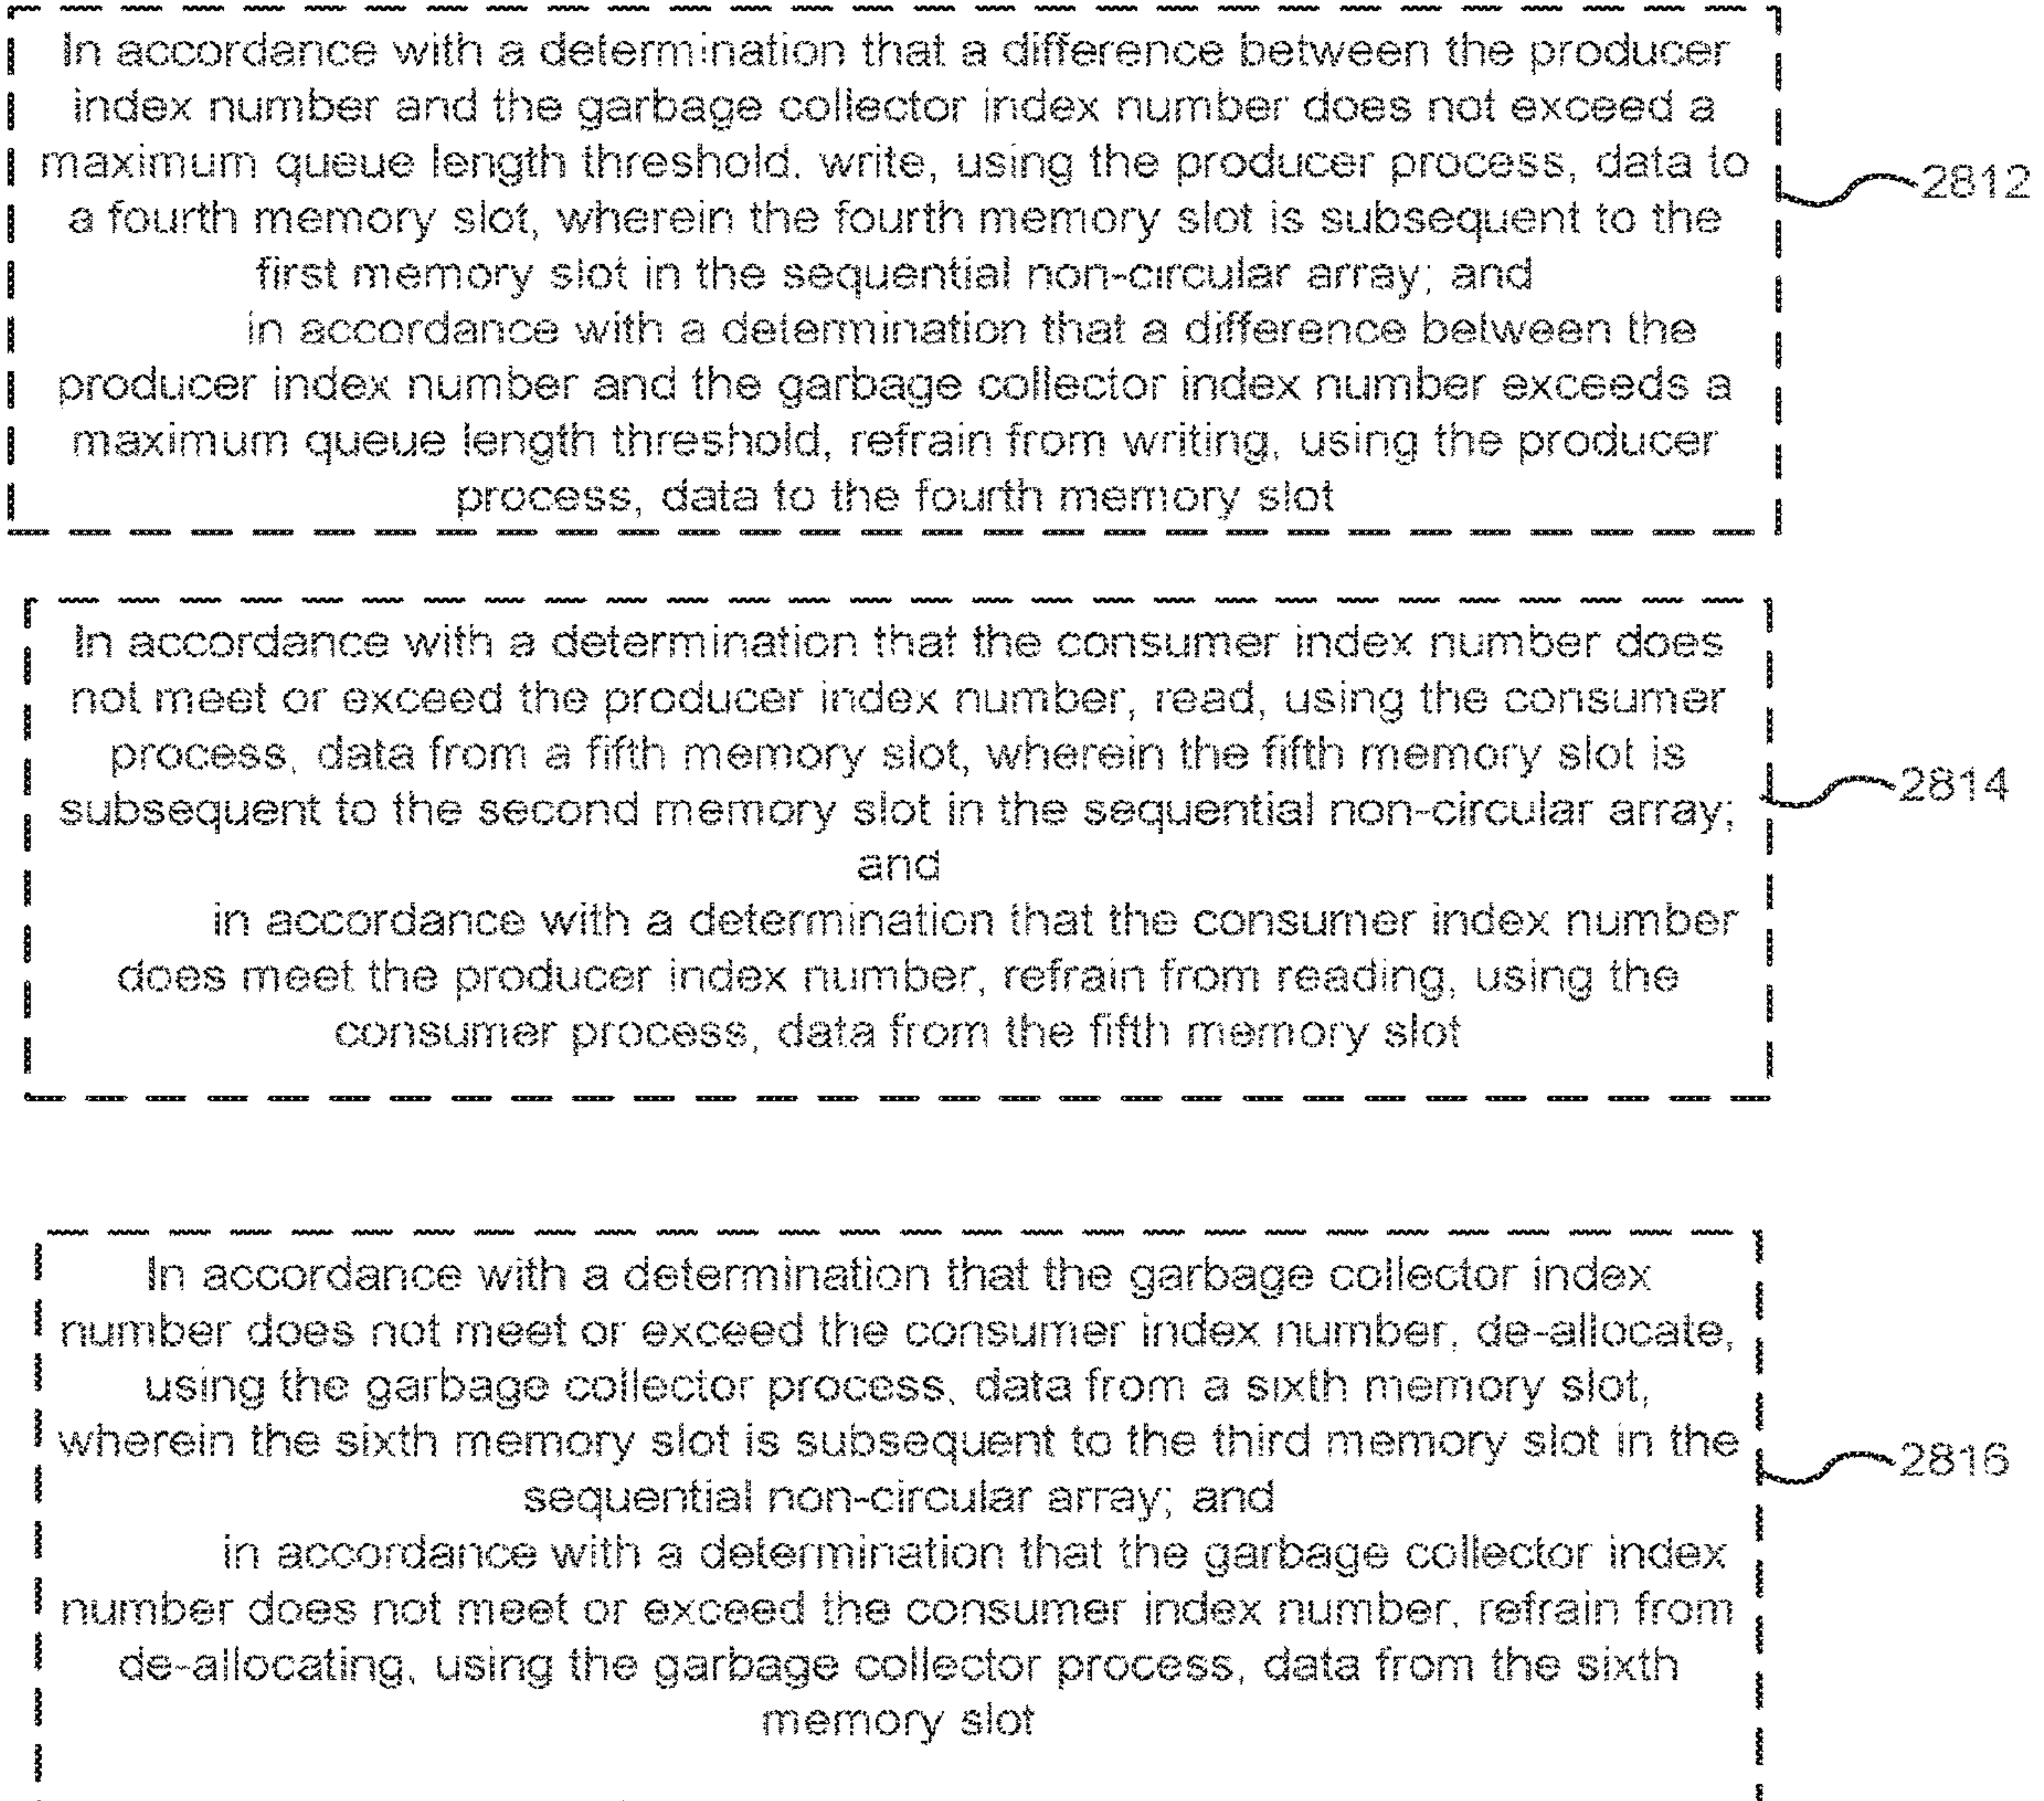 In accordance with a determination that a difference between the producer
index number and the garbage collector index number does not exceed a
maximum queue length threshold. write, using the producer process, data to
a fourth memory slot, wherein the fourth memory slot is subsequent to the
first memory slot in the sequential non-circular array; and
in accordance with a determination that a difference between the
producer index number and the garbage collector index number exceeds a
maximum queue length threshold, refrain from writing, using the producer
process, data to the fourth memory slot
2812
In accordance with a determination that the consumer index number does
not meet or exceed the producer index number, read, using the consumer
process, data from a fifth memory slot, wherein the fifth memory slot is
subsequent to the second memory slot in the sequential non-circular array;
and
in accordance with a determination that the consumer index number
does meet the producer index number, refrain from reading, using the
consumer process, data from the fifth memory slot
2814
In accordance with a determination that the garbage collector index
number does not meet or exceed the consumer index number, de-allocate,
using the garbage collector process, data from a sixth memory slot,
wherein the sixth memory slot is subsequent to the third memory slot in the
sequential non-circular array; and
in accordance with a determination that the garbage collector index
number does not meet or exceed the consumer index number, refrain from
de-allocating, using the garbage collector process, data from the sixth
memory slot
2816